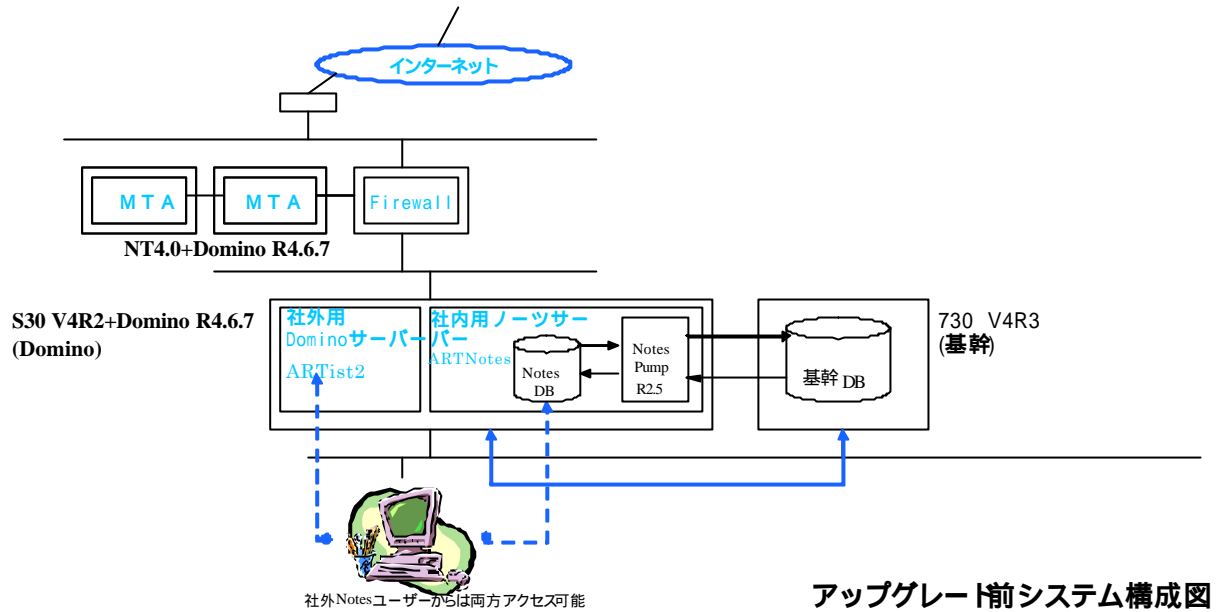 インターネット
MTA
MTA
Firewall
NT4.0+Domino R4.6.7
S30 V4R2+Domino R4.6.7
(Domino)
社外用
Dominoサーバー
ARTist2
社内用ノーツサー
バー
ARTNotes
Notes
DB
Notes
Pump
R2.5
基幹 DB
730 V4R3
(基幹)
社外Notesユーザーからは両方アクセス可能
アップグレード前システム構成図